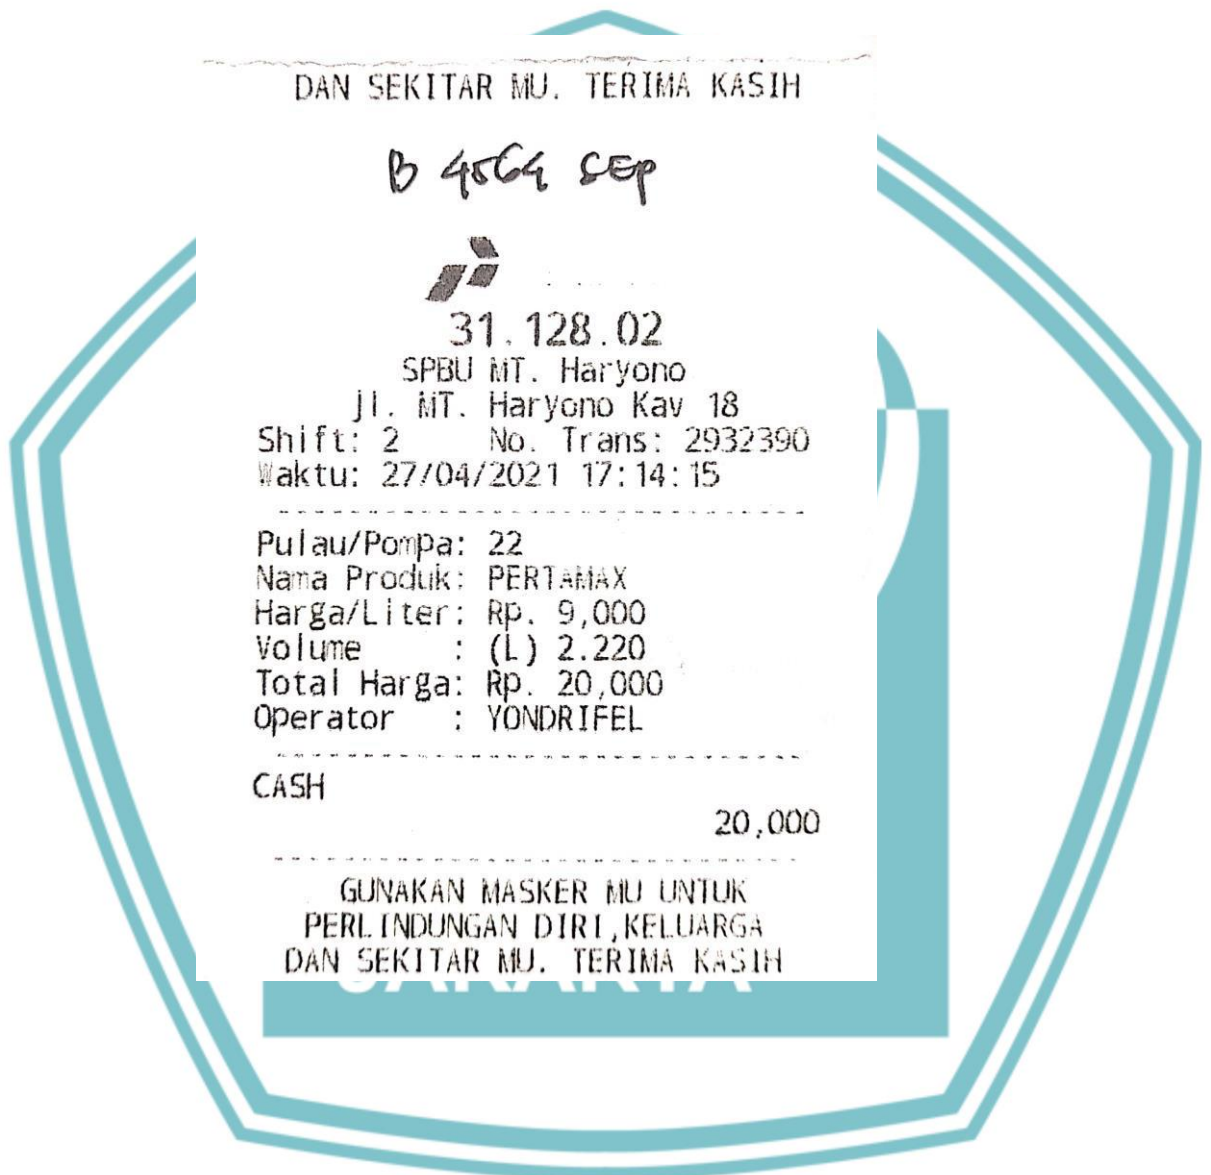 DAN SEKITAR MU. TERIMA KASIH
B 4564 SEP
31.128.02
SPBU MT. Haryono
jl. MT. Haryono Kav 18
Shift: 2 No. Trans: 2932390
Waktu: 27/04/2021 17:14:15
Pulau/Pompa: 22
Nama Produk: PERTAMAX
Harga/Liter: Rp. 9,000
Volume : (L) 2.220
Total Harga: Rp. 20,000
Operator : YONDRIFEL
CASH
20,000
GUNAKAN MASKER MU UNTUK
PERLINDUNGAN DIRI,KELUARGA
DAN SEKITAR MU. TERIMA KASIH
JAKARTA